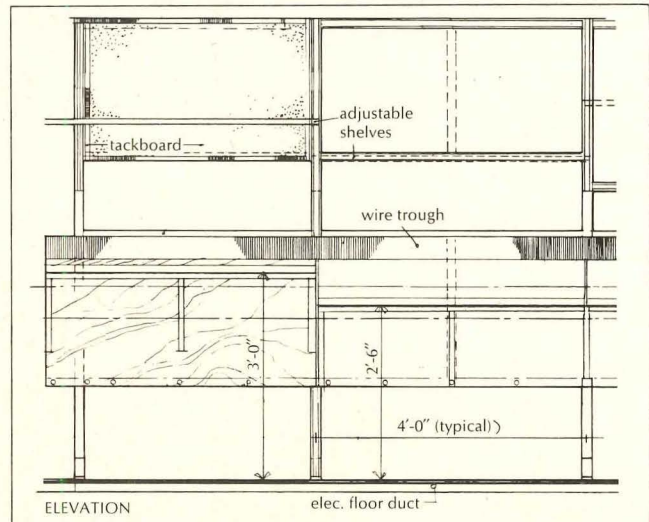 adjustable
shelves
tackboard
wire trough
3'-0"
2'-6"
4'-0" (typical)
ELEVATION
elec. floor duct